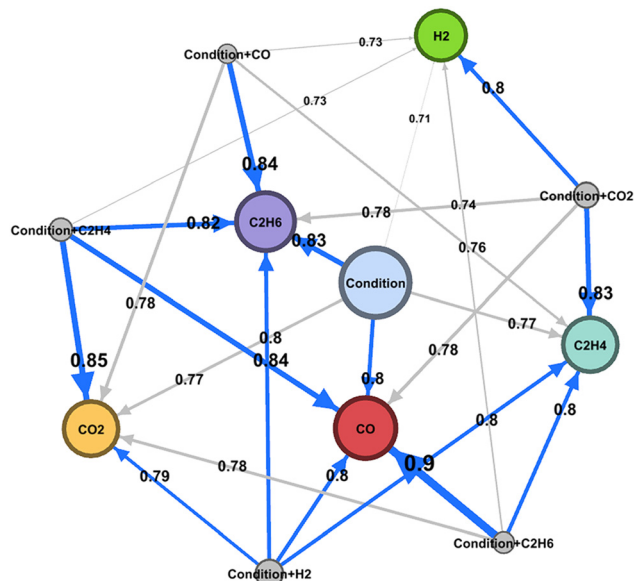 H2
Condition+CO
0.73
0.8
0.73
0.71
0.84
Condition+CO2
C2H6
0.78
0.74
0.82
Condition+C2H4
0.83
0.76
Condition
0.83
0.78
0.77
C2H4
0.8
0.84
0.78
0.85
0.77
0.8
0.8
0.8
CO2
CO
0.9
0.78
0.79
0.8
Condition+C2H6
Condition+H2